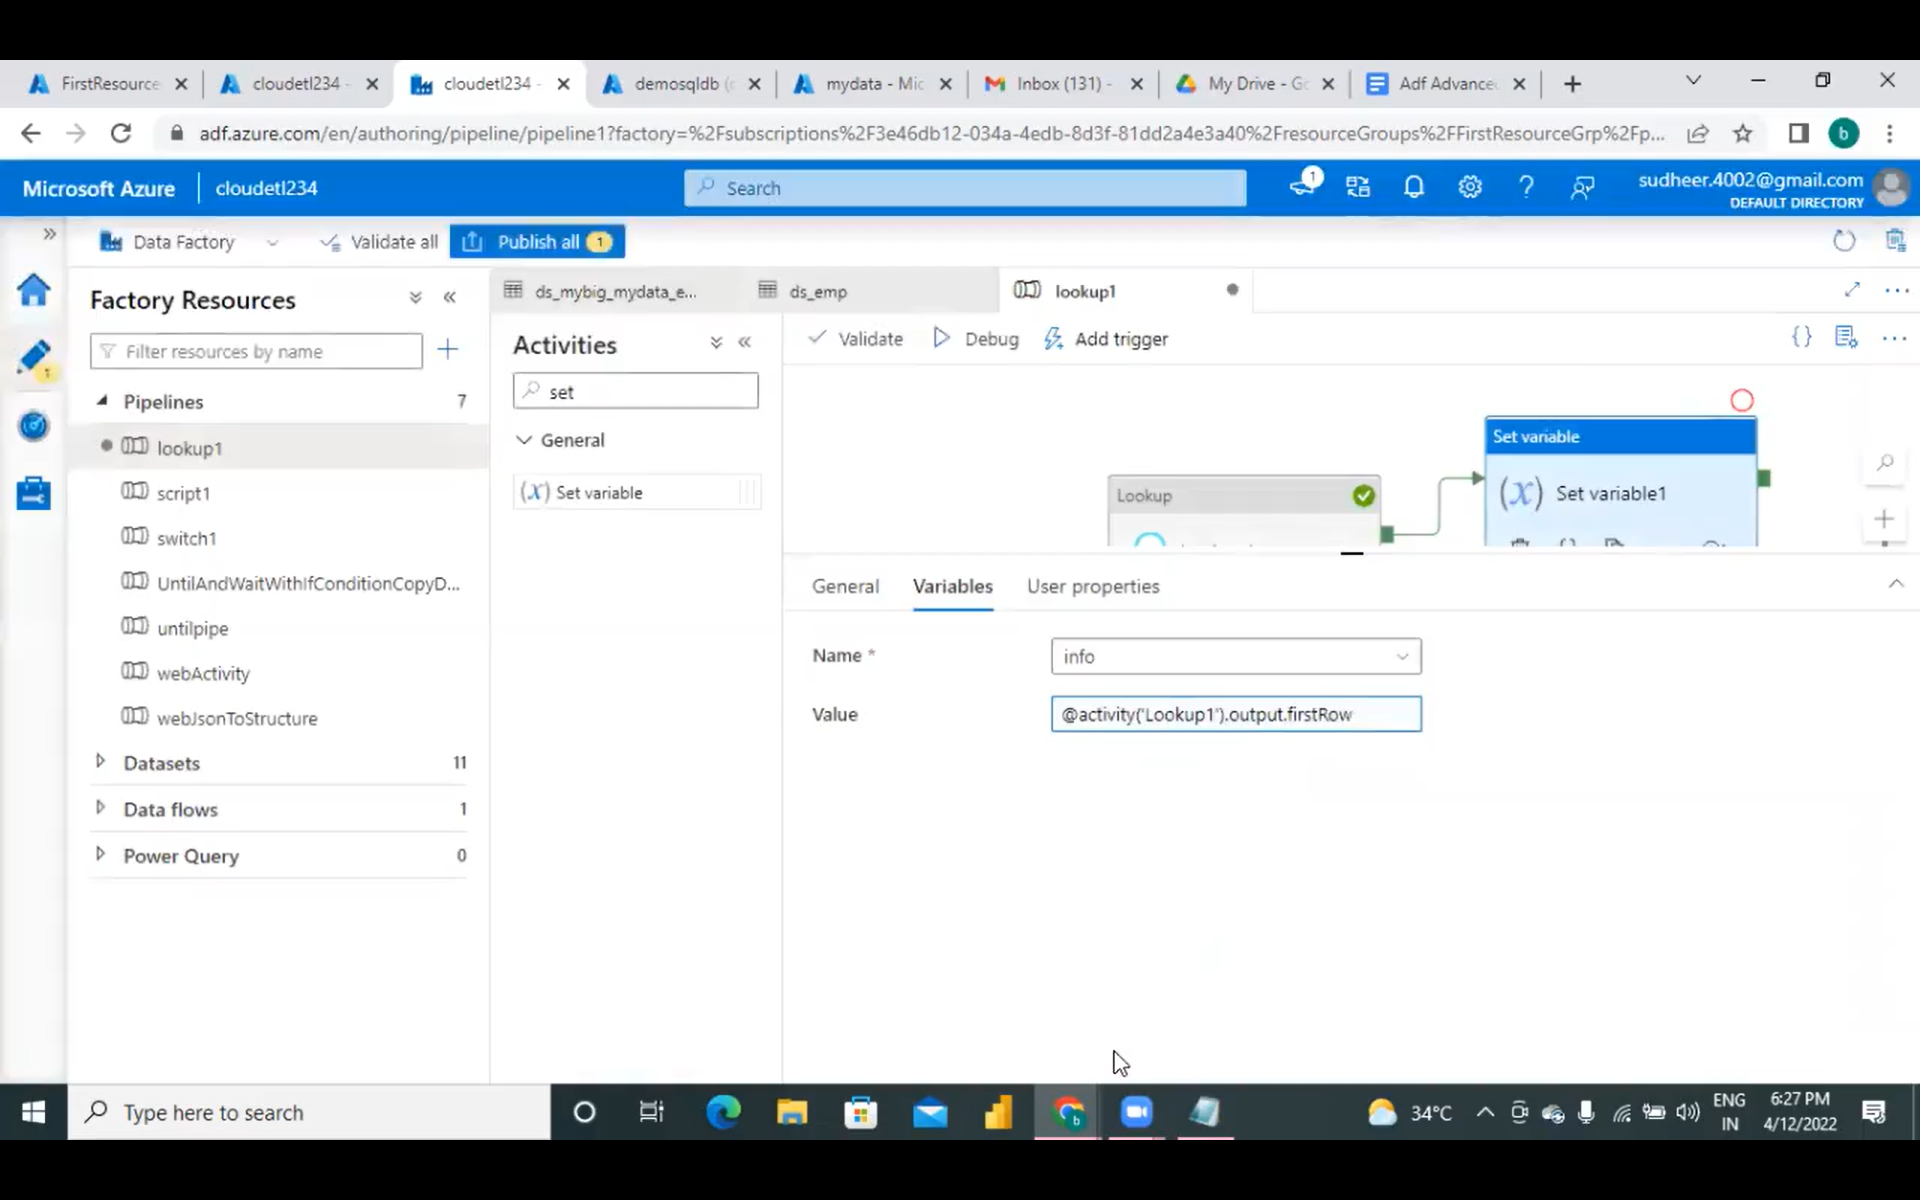 FirstResource
cloudetl234 -
cloudetl234 -
demosqldb (
mydata - Mic
Inbox (131) -
My Drive - Go
Adf Advance
adf.azure.com/en/authoring/pipeline/pipeline1?factory=%2Fsubscriptions%2F3e46db12-034a-4edb-8d3f-81dd2a4e3a40%2FresourceGroups%2FFirstResourceGrp%2Fp...
b
Microsoft Azure
cloudetl234
Search
1
sudheer.4002@gmail.com
DEFAULT DIRECTORY
Data Factory
Validate all
Publish all 1
Factory Resources
Filter resources by name
Pipelines 7
lookup1
script1
switch1
UntilAndWaitWithIfConditionCopyD...
untilpipe
webActivity
webJsonToStructure
Datasets 11
Data flows 1
Power Query 0
ds_mybig_mydata_e...
ds_emp
lookup1
Activities
set
General
(x) Set variable
Validate
Debug
Add trigger
{}
Lookup
Set variable
(x) Set variable1
General
Variables
User properties
Name *
info
Value
@activity('Lookup1').output.firstRow
Type here to search
34°C
ENG
IN
6:27 PM
4/12/2022